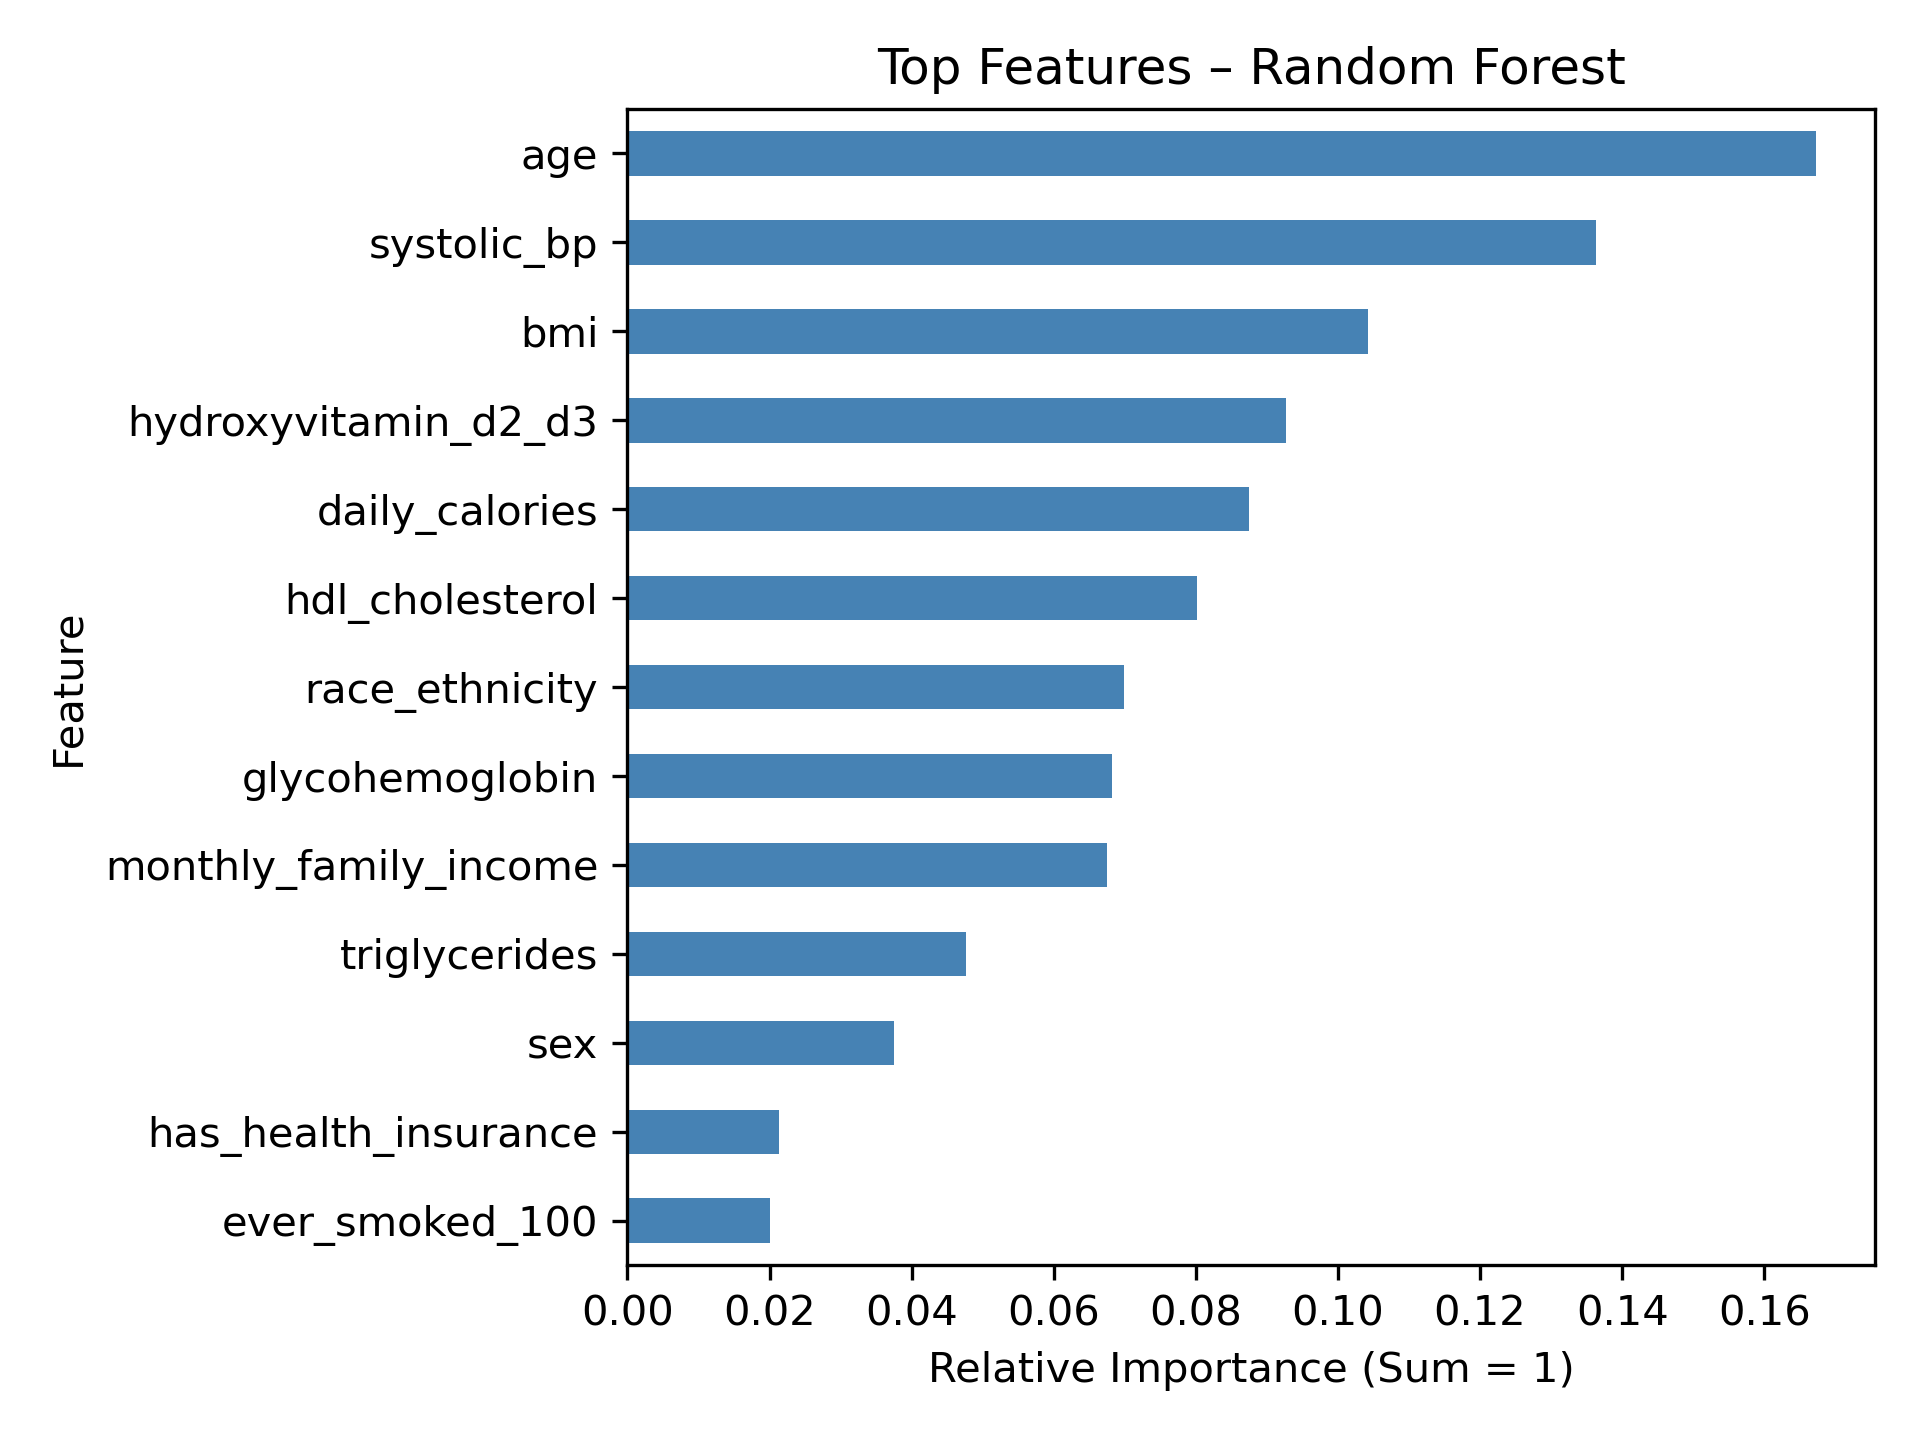 Top Features – Random Forest
Feature
age
systolic_bp
bmi
hydroxyvitamin_d2_d3
daily_calories
hdl_cholesterol
race_ethnicity
glycohemoglobin
monthly_family_income
triglycerides
sex
has_health_insurance
ever_smoked_100
0.00 0.02 0.04 0.06 0.08 0.10 0.12 0.14 0.16
Relative Importance (Sum = 1)